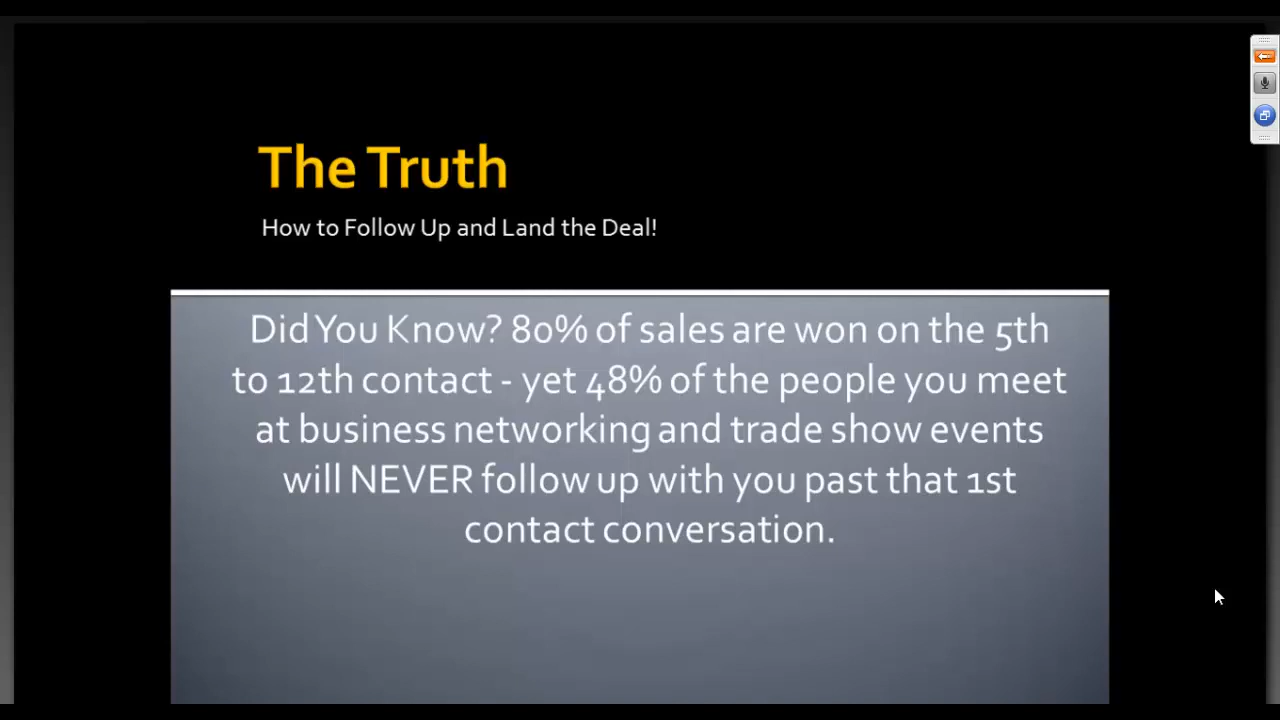 The Truth
How to Follow Up and Land the Deal!
Did You Know? 80% of sales are won on the 5th
to 12th contact - yet 48% of the people you meet
at business networking and trade show events
will NEVER follow up with you past that 1st
contact conversation.